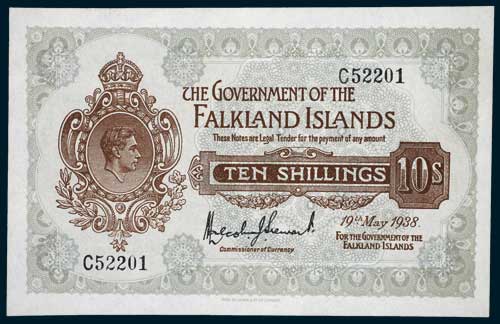 C52201
THE GOVERNMENT OF THE
FALKLAND ISLANDS
These Notes are Legal Tender for the payment of any amount
TEN SHILLINGS 10s
19th May 1938.
Commissioner of Currency
FOR THE GOVERNMENT OF THE
FALKLAND ISLANDS
C52201